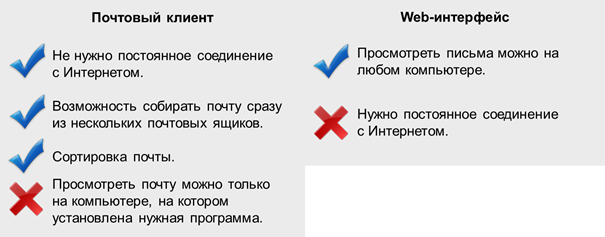 Почтовый клиент
Не нужно постоянное соединение
с Интернетом.
Возможность собирать почту сразу
из нескольких почтовых ящиков.
Сортировка почты.
Просмотреть почту можно только
на компьютере, на котором
установлена нужная программа.
Web-интерфейс
Просмотреть письма можно на
любом компьютере.
Нужно постоянное соединение
с Интернетом.